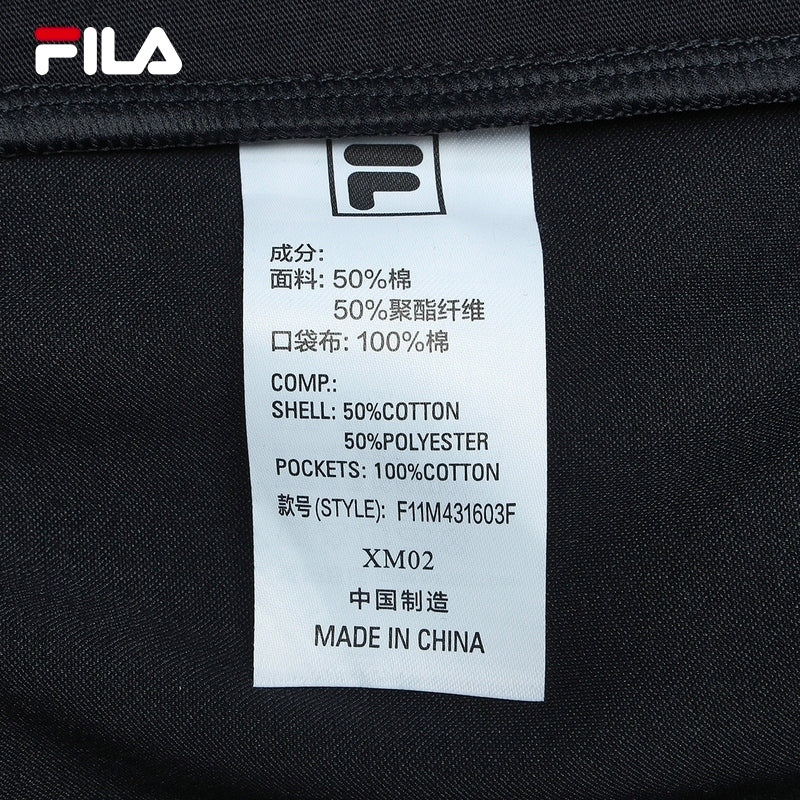 FILA
成分:
面料: 50%棉
50%聚酯纤维
口袋布: 100%棉
COMP.:
SHELL: 50%COTTON
50%POLYESTER
POCKETS: 100%COTTON
款号(STYLE): F11M431603F
XM02
中国制造
MADE IN CHINA